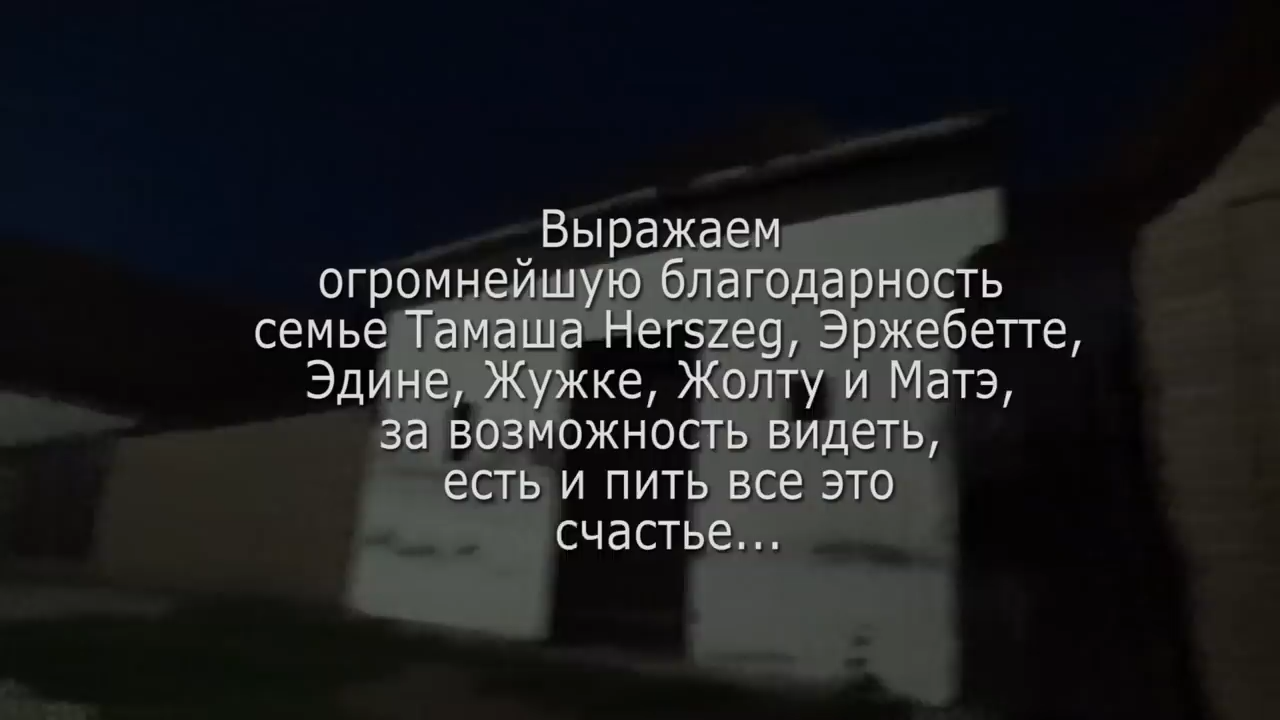 Выражаем
огромнейшую благодарность
семье Тамаша Herszeg, Эржебетте,
Эдине, Жужке, Жолту и Матэ,
за возможность видеть,
есть и пить все это
счастье...